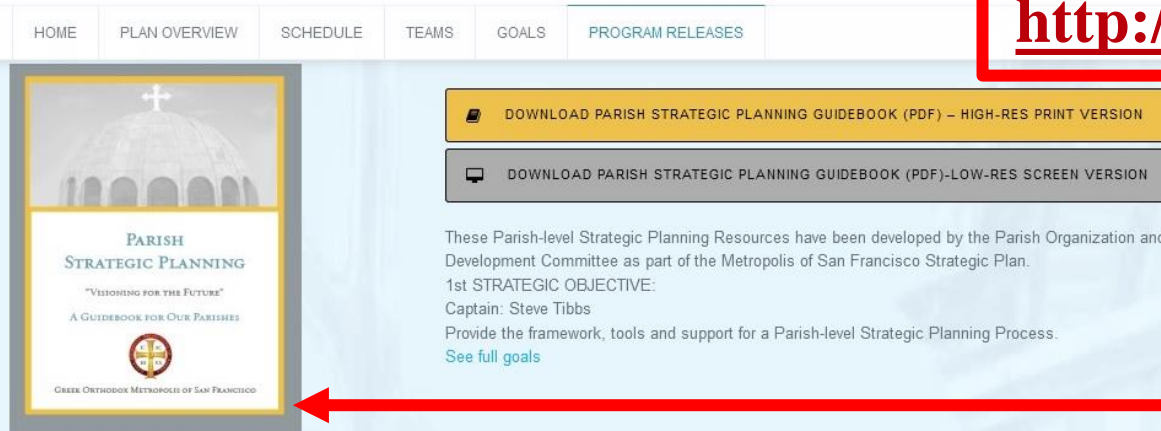 http:/
HOME PLAN OVERVIEW SCHEDULE TEAMS GOALS PROGRAM RELEASES
PARISH
STRATEGIC PLANNING
"VISIONING FOR THE FUTURE"
A GUIDEBOOK FOR OUR PARISHES
GREEK ORTHODOX METROPOLIS OF SAN FRANCISCO
DOWNLOAD PARISH STRATEGIC PLANNING GUIDEBOOK (PDF) – HIGH-RES PRINT VERSION
DOWNLOAD PARISH STRATEGIC PLANNING GUIDEBOOK (PDF)-LOW-RES SCREEN VERSION
These Parish-level Strategic Planning Resources have been developed by the Parish Organization and
Development Committee as part of the Metropolis of San Francisco Strategic Plan.
1st STRATEGIC OBJECTIVE:
Captain: Steve Tibbs
Provide the framework, tools and support for a Parish-level Strategic Planning Process.
See full goals